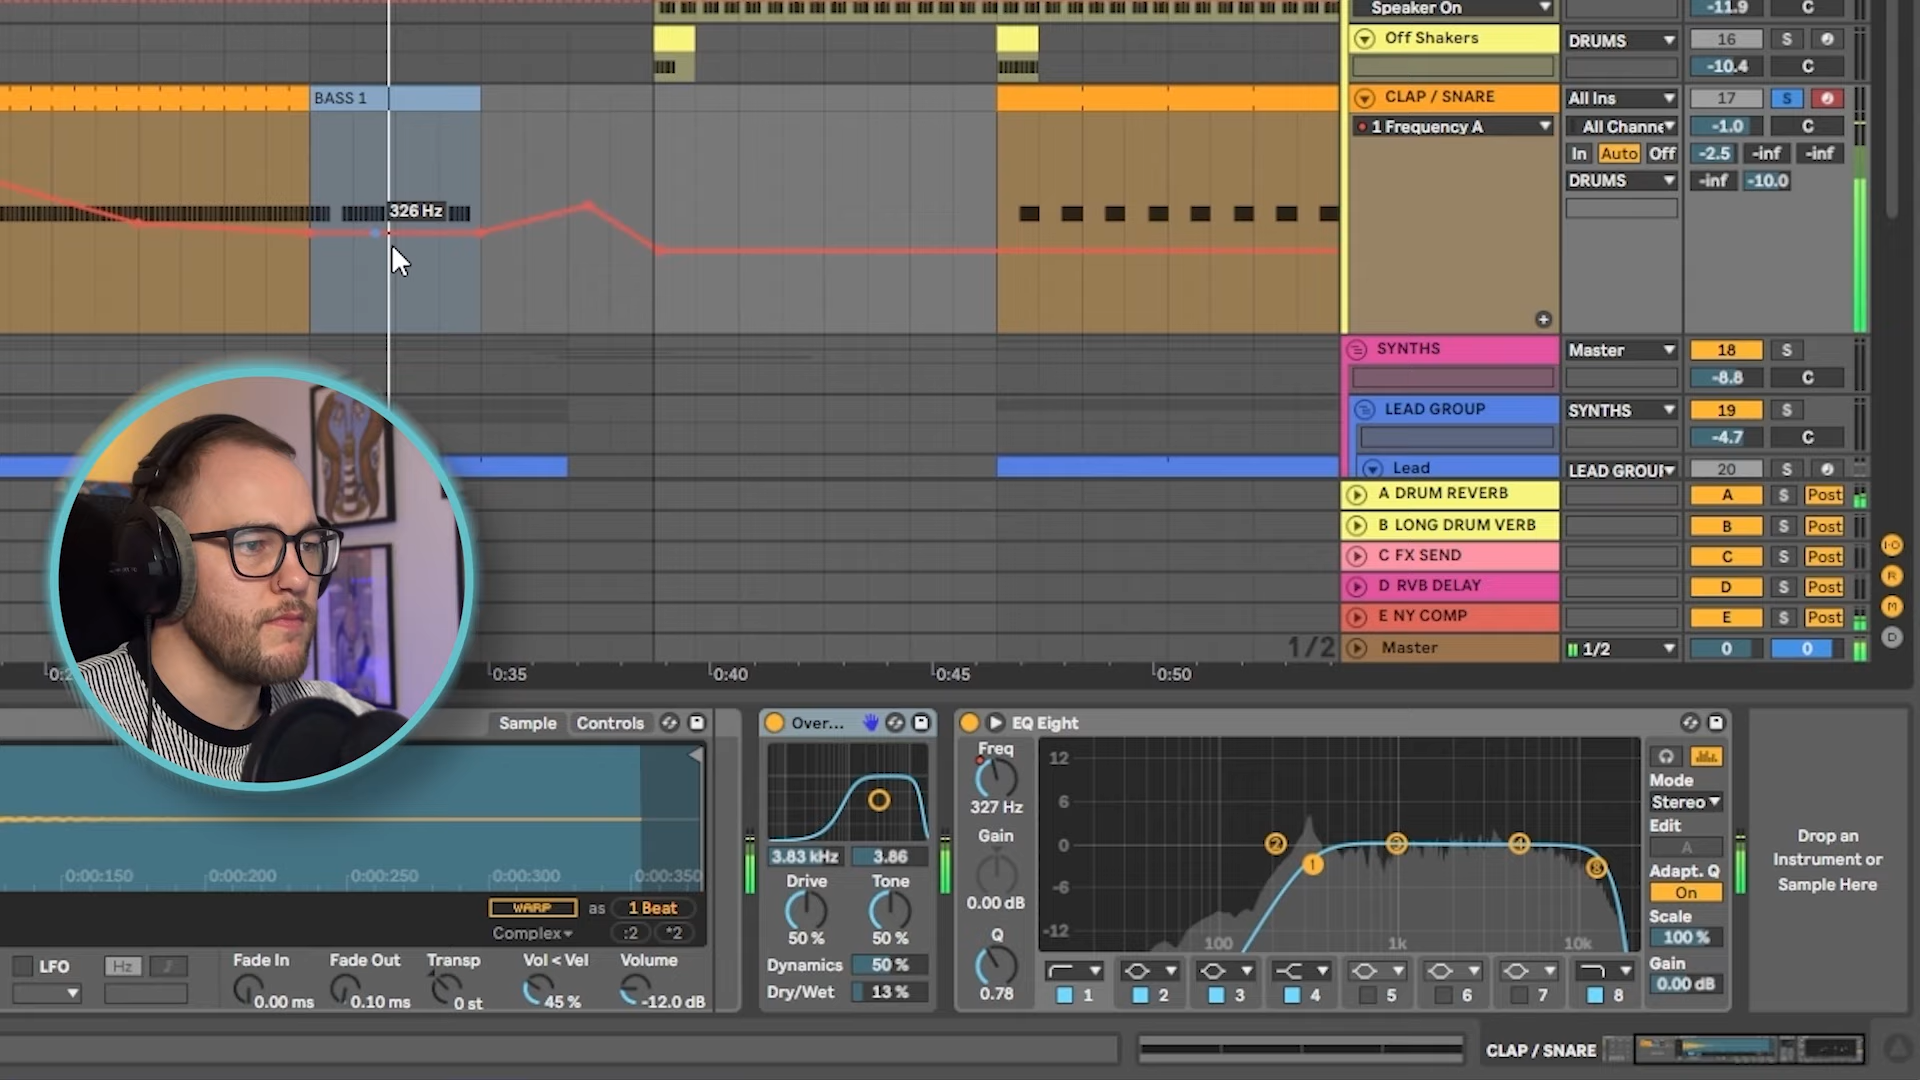 Speaker On -11.9 C
Off Shakers DRUMS 16 S
-10.4 C
BASS 1 CLAP / SNARE All Ins 17 S
1 Frequency A All Channe -1.0 C
In Auto Off -2.5 -inf -inf
DRUMS -inf -10.0
326 Hz
SYNTHS Master 18 S
-8.8 C
LEAD GROUP SYNTHS 19 S
-4.7 C
Lead LEAD GROUI 20 S
A DRUM REVERB A S Post
B LONG DRUM VERB B S Post
C FX SEND C S Post
D RVB DELAY D S Post
E NY COMP E S Post
1/2 Master 1/2 0 0
I·O
R
M
D
0:35 0:40 0:45 0:50
Sample Controls
0:00:150 0:00:200 0:00:250 0:00:300 0:00:350
WARP as 1 Beat
Complex :2 *2
LFO Hz
Fade In Fade Out Transp Vol < Vel Volume
0.00 ms 0.10 ms 0 st 45 % -12.0 dB
Over...
3.83 kHz 3.86
Drive Tone
50 % 50 %
Dynamics 50 %
Dry/Wet 13 %
EQ Eight
Freq
327 Hz
Gain
0.00 dB
Q
0.78
12
6
0
-6
-12
100 1k 10k
2 1 3 4 8
1 2 3 4 5 6 7 8
Mode
Stereo
Edit
A
Adapt. Q
On
Scale
100 %
Gain
0.00 dB
Drop an
Instrument or
Sample Here
CLAP / SNARE